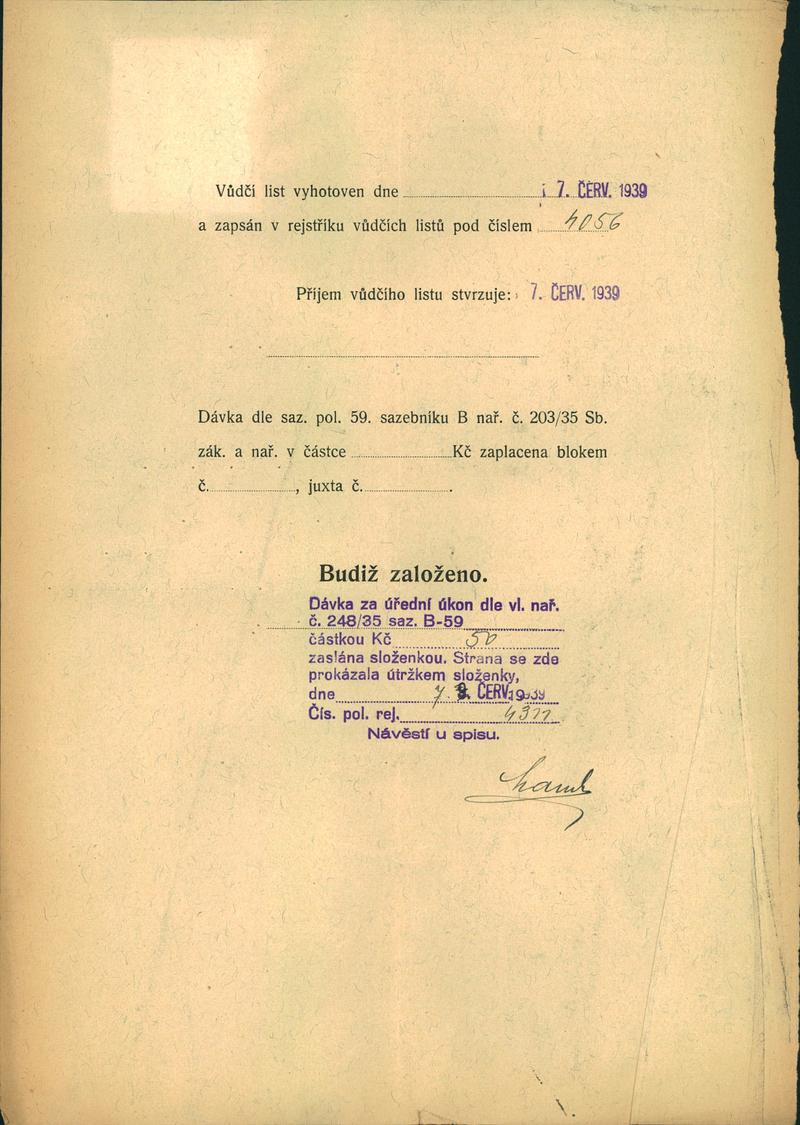 Vůdčí list vyhotoven dne 7. ČERV. 1939
a zapsán v rejstříku vůdčích listů pod číslem 4056
Příjem vůdčího listu stvrzuje: 7. ČERV. 1939
Dávka dle saz. pol. 59. sazebníku B nař. č. 203/35 Sb.
zák. a nař. v částce Kč zaplacena blokem
č. , juxta č. .
Budiž založeno.
Dávka za úřední úkon dle vl. nař.
č. 248/35 saz. B-59
částkou Kč 50
zaslána složenkou. Strana se zde
prokázala útržkem složenky,
dne 7. ČERV. 1939
Čís. pol. rej. 4377
Návěstí u spisu.